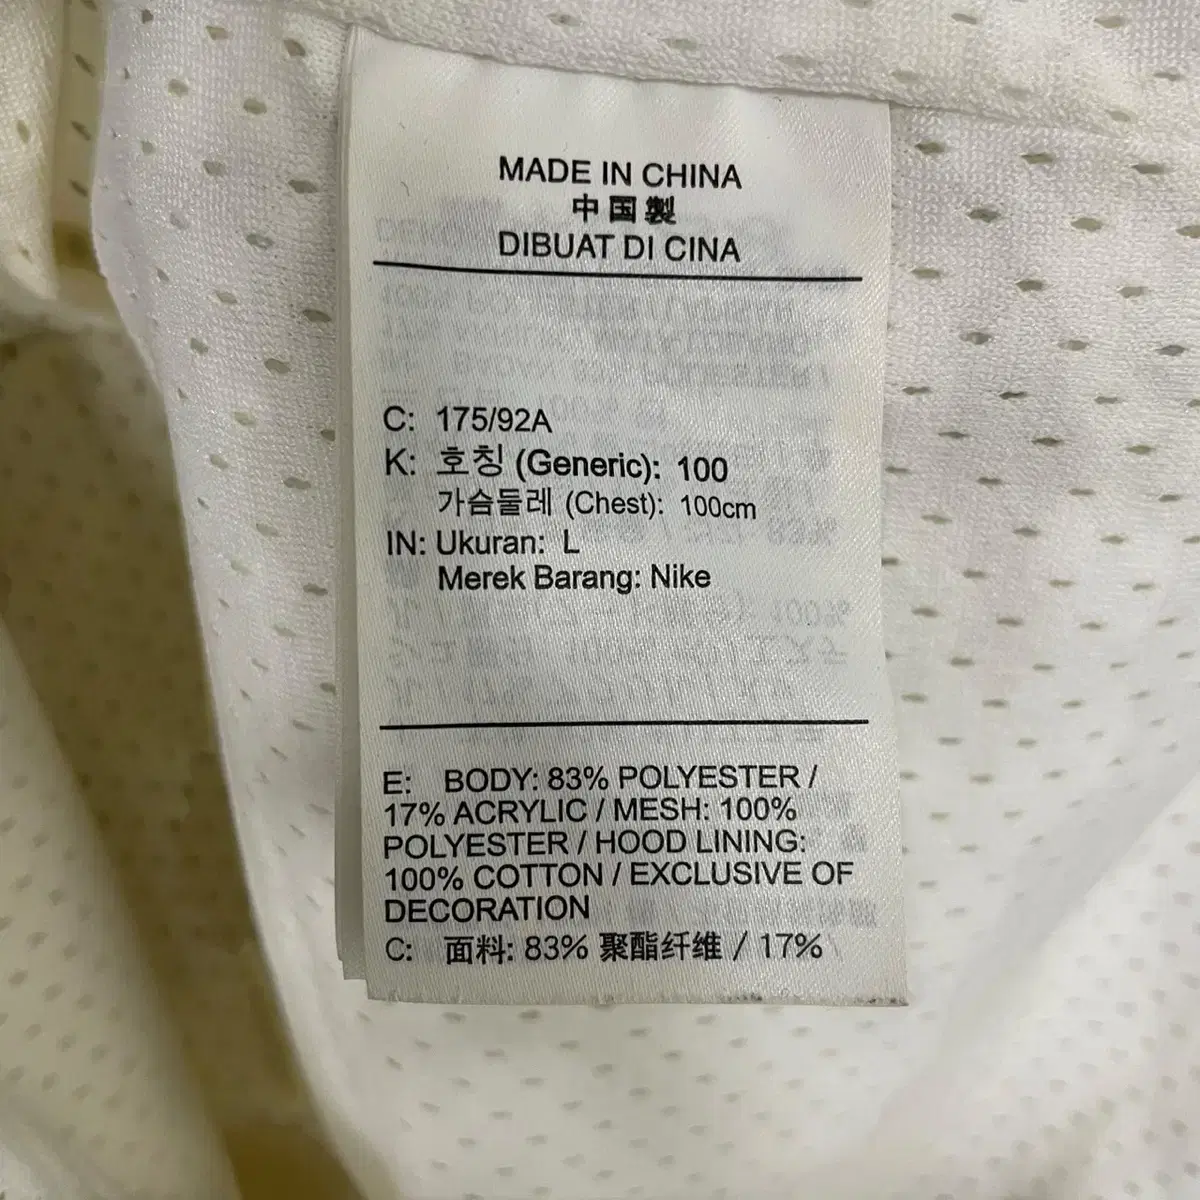 MADE IN CHINA
中国製
DIBUAT DI CINA
C: 175/92A
K: 호칭 (Generic): 100
가슴둘레 (Chest): 100cm
IN: Ukuran: L
Merek Barang: Nike
E: BODY: 83% POLYESTER /
17% ACRYLIC / MESH: 100%
POLYESTER / HOOD LINING:
100% COTTON / EXCLUSIVE OF
DECORATION
C: 面料: 83% 聚酯纤维 / 17%